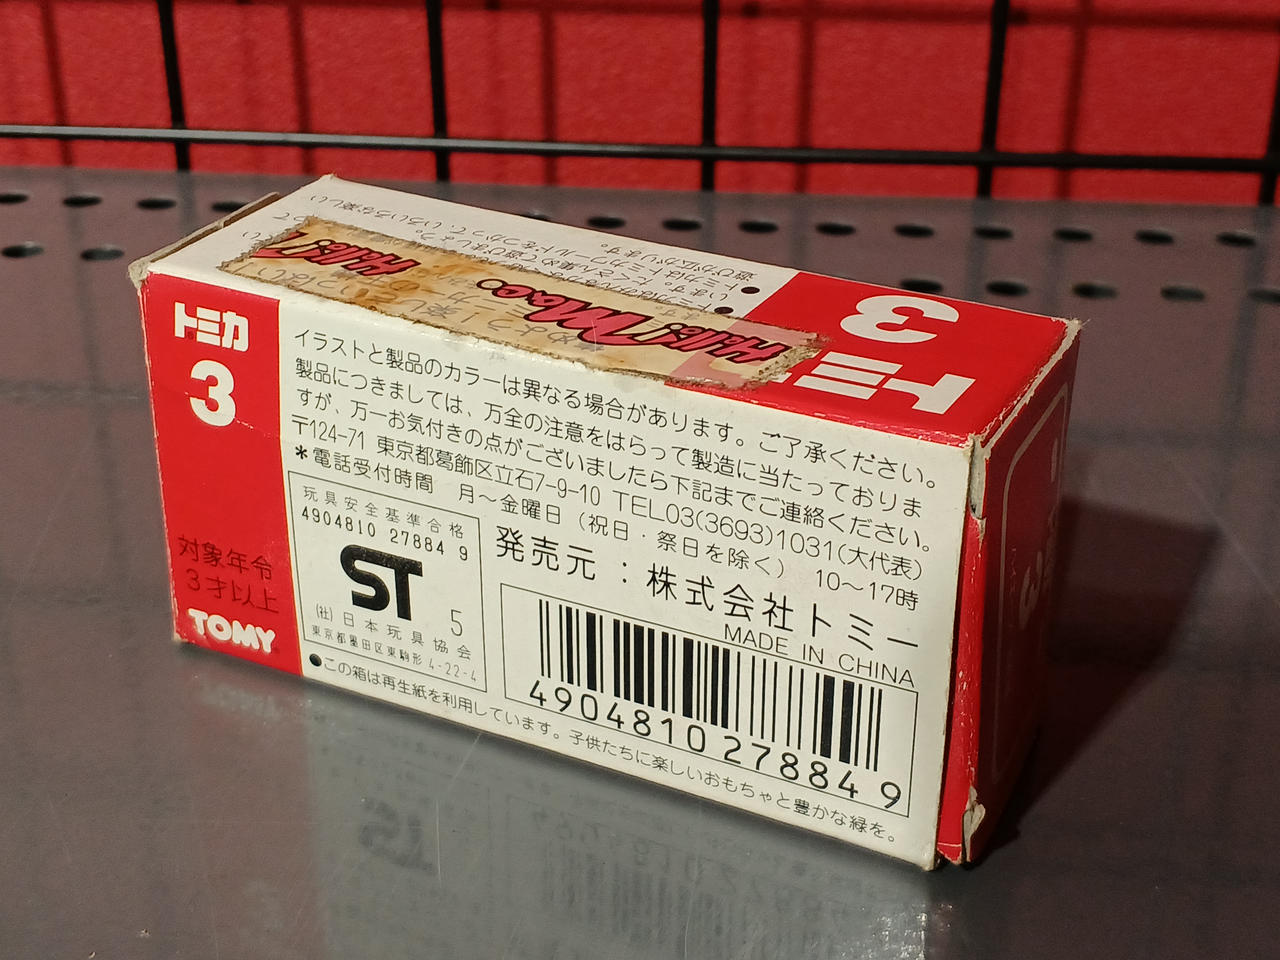 トミカ
3
対象年令
3才以上
TOMY
イラストと製品のカラーは異なる場合があります。ご了承ください。
製品につきましては、万全の注意をはらって製造に当たっておりま
すが、万一お気付きの点がございましたら下記までご連絡ください。
〒124-71 東京都葛飾区立石7-9-10 TEL03(3693)1031(大代表)
*電話受付時間 月〜金曜日(祝日・祭日を除く) 10〜17時
玩具安全基準合格
4904810 27884 9
ST
5
(社)日本玩具協会
東京都墨田区東駒形 4-22-4
発売元：株式会社トミー
MADE IN CHINA
4904810 278849
●この箱は再生紙を利用しています。子供たちに楽しいおもちゃと豊かな緑を。
トミカ
3
Hello! Mac.
Hello!